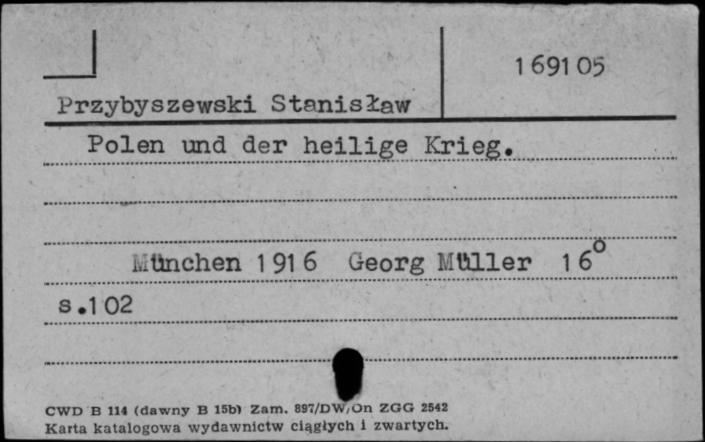 169105
Przybyszewski Stanisław
Polen und der heilige Krieg.
München 1916 Georg Müller 16°
s.102
CWD B 114 (dawny B 15b) Zam. 897/DW/On ZGG 2542
Karta katalogowa wydawnictw ciągłych i zwartych.